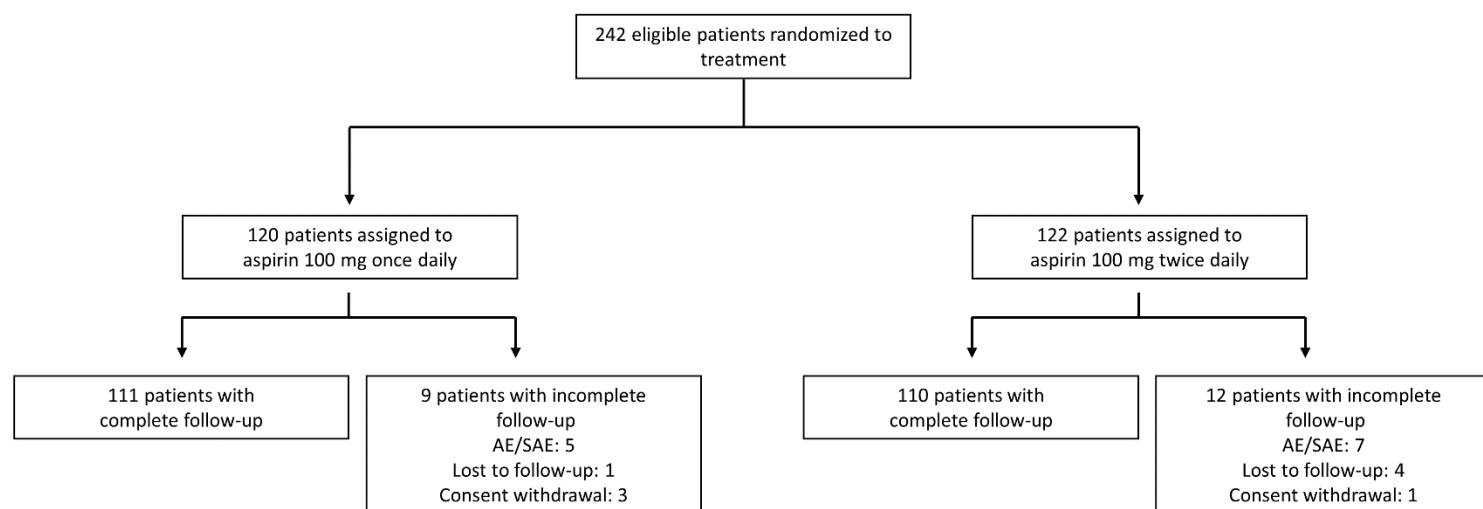 242 eligible patients randomized to
treatment
120 patients assigned to
aspirin 100 mg once daily
122 patients assigned to
aspirin 100 mg twice daily
111 patients with
complete follow-up
9 patients with incomplete
follow-up
AE/SAE: 5
Lost to follow-up: 1
Consent withdrawal: 3
110 patients with
complete follow-up
12 patients with incomplete
follow-up
AE/SAE: 7
Lost to follow-up: 4
Consent withdrawal: 1